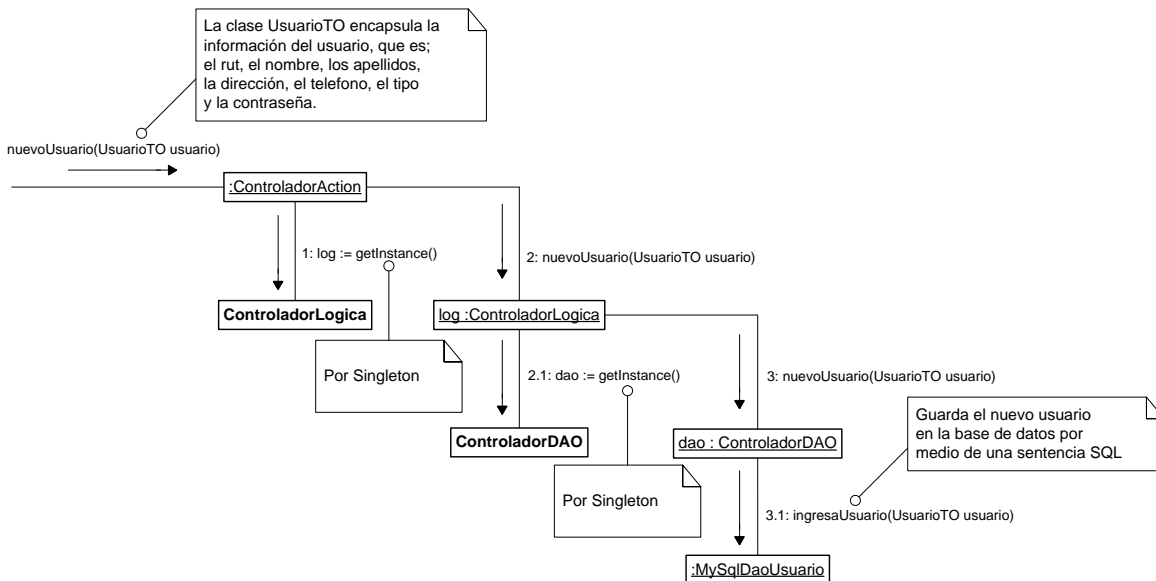 La clase UsuarioTO encapsula la
información del usuario, que es;
el rut, el nombre, los apellidos,
la dirección, el telefono, el tipo
y la contraseña.
nuevoUsuario(UsuarioTO usuario)
:ControladorAction
1: log := getInstance()
2: nuevoUsuario(UsuarioTO usuario)
ControladorLogica
log :ControladorLogica
Por Singleton
2.1: dao := getInstance()
3: nuevoUsuario(UsuarioTO usuario)
Guarda el nuevo usuario
en la base de datos por
medio de una sentencia SQL
ControladorDAO
dao : ControladorDAO
Por Singleton
3.1: ingresaUsuario(UsuarioTO usuario)
:MySqlDaoUsuario